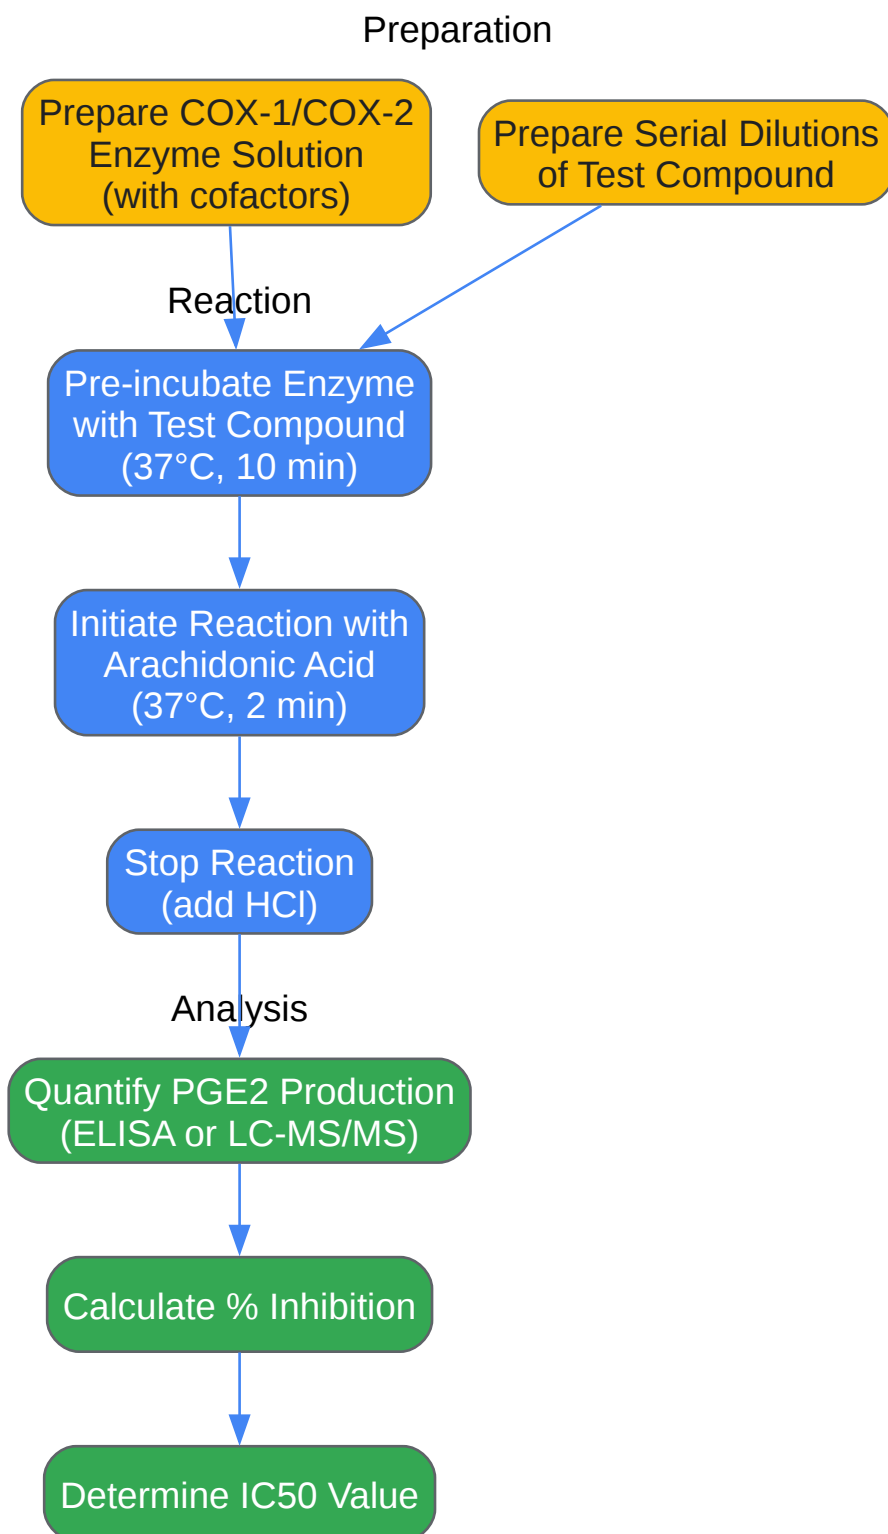 Preparation
Prepare COX-1/COX-2
Enzyme Solution
(with cofactors)
Prepare Serial Dilutions
of Test Compound
Reaction
Pre-incubate Enzyme
with Test Compound
(37°C, 10 min)
Initiate Reaction with
Arachidonic Acid
(37°C, 2 min)
Stop Reaction
(add HCl)
Analysis
Quantify PGE2 Production
(ELISA or LC-MS/MS)
Calculate % Inhibition
Determine IC50 Value